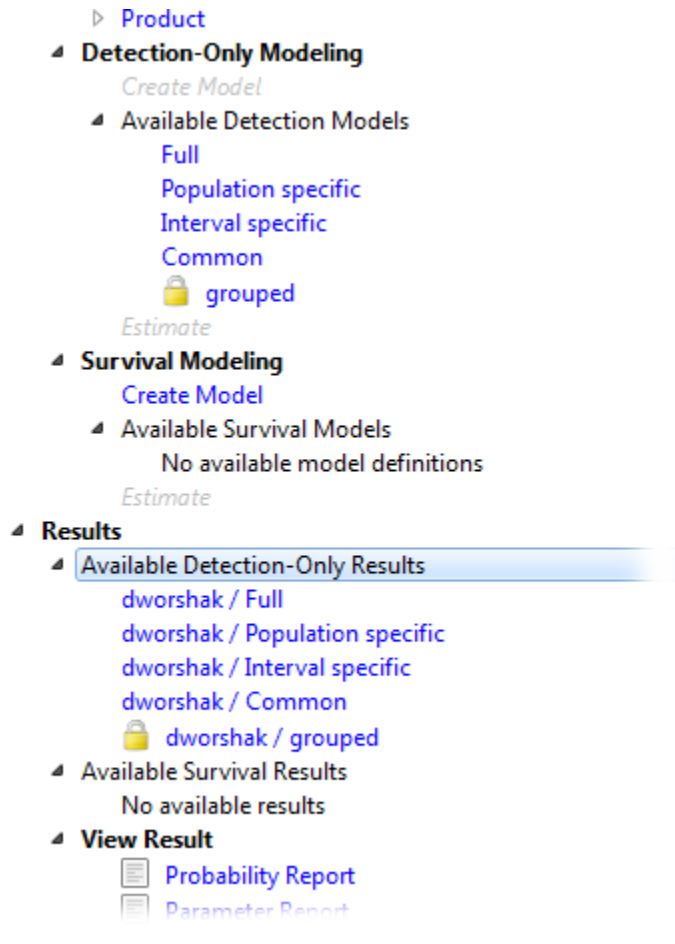 Product
Detection-Only Modeling
Create Model
Available Detection Models
Full
Population specific
Interval specific
Common
grouped
Estimate
Survival Modeling
Create Model
Available Survival Models
No available model definitions
Estimate
Results
Available Detection-Only Results
dworshak / Full
dworshak / Population specific
dworshak / Interval specific
dworshak / Common
dworshak / grouped
Available Survival Results
No available results
View Result
Probability Report
Parameter Report